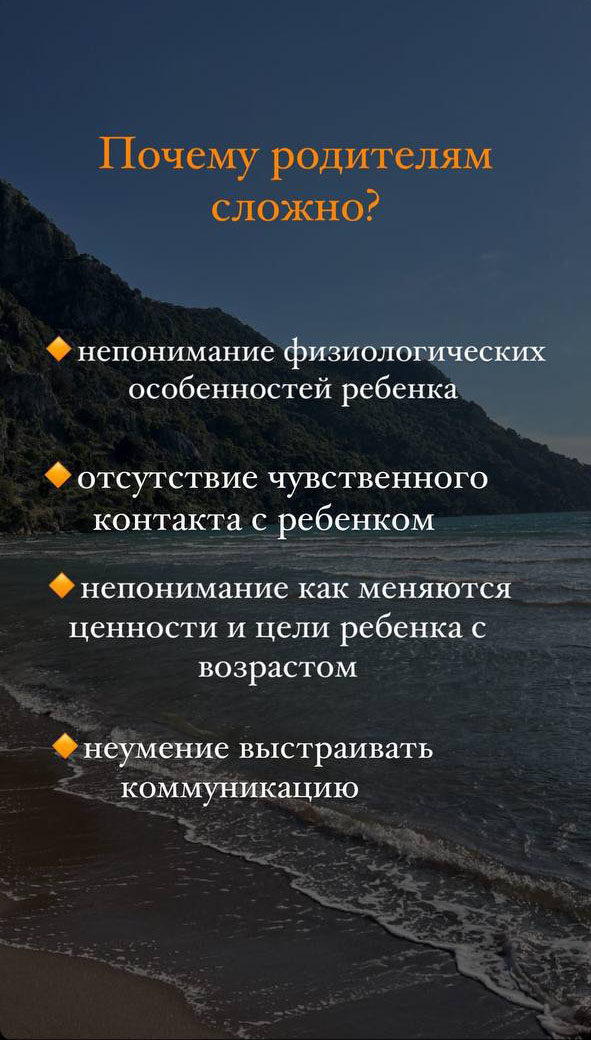 Почему родителям
сложно?
🔸непонимание физиологических
особенностей ребенка
🔸отсутствие чувственного
контакта с ребенком
🔸непонимание как меняются
ценности и цели ребенка с
возрастом
🔸неумение выстраивать
коммуникацию